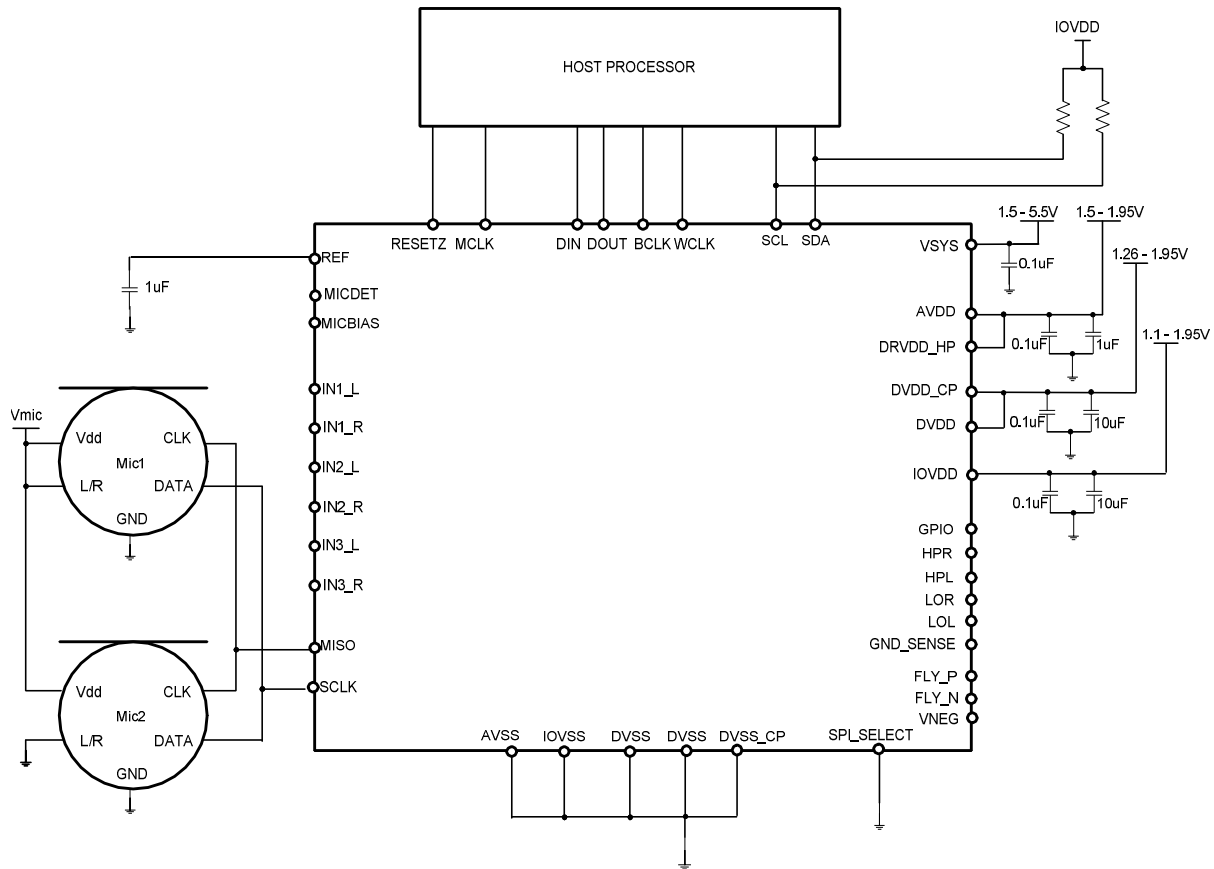 HOST PROCESSOR
IOVDD
RESETZ MCLK DIN DOUT BCLK WCLK SCL SDA
1.5 - 5.5V 1.5 - 1.95V
1.26 - 1.95V
1.1 - 1.95V
VSYS
0.1uF
AVDD
DRVDD_HP
0.1uF 1uF
DVDD_CP
DVDD
0.1uF 10uF
IOVDD
0.1uF 10uF
GPIO
HPR
HPL
LOR
LOL
GND_SENSE
FLY_P
FLY_N
VNEG
REF
1uF
MICDET
MICBIAS
IN1_L
IN1_R
IN2_L
IN2_R
IN3_L
IN3_R
MISO
SCLK
Vmic
Vdd CLK
Mic1
L/R DATA
GND
Vdd CLK
Mic2
L/R DATA
GND
AVSS IOVSS DVSS DVSS DVSS_CP SPI_SELECT